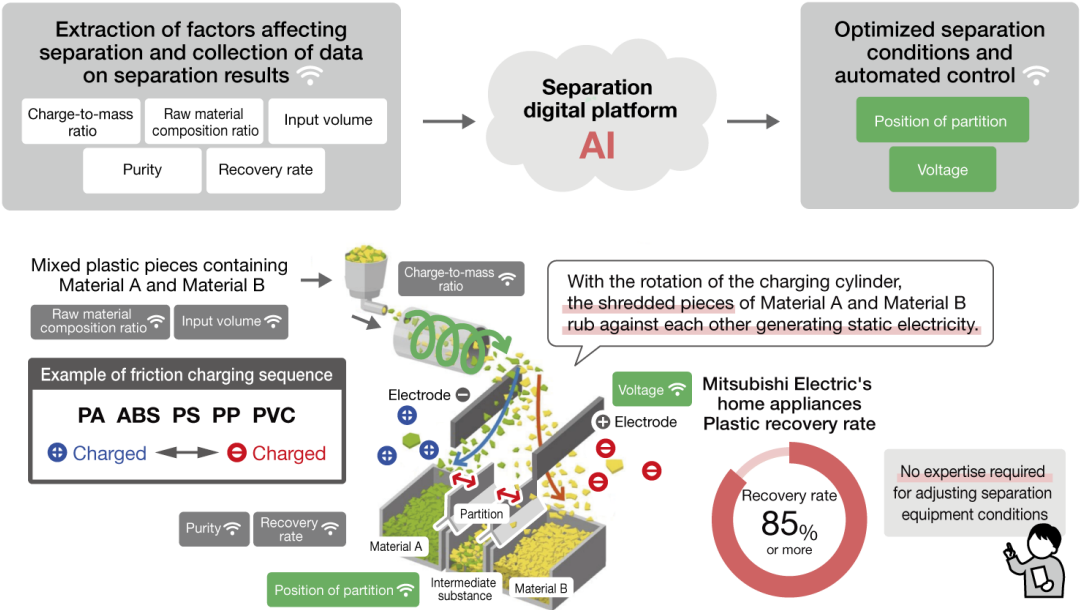 Extraction of factors affecting
separation and collection of data
on separation results
Charge-to-mass
ratio
Raw material
composition ratio
Input volume
Purity
Recovery rate
Separation
digital platform
AI
Optimized separation
conditions and
automated control
Position of partition
Voltage
Mixed plastic pieces containing
Material A and Material B
Raw material
composition ratio
Input volume
Charge-to-mass
ratio
With the rotation of the charging cylinder,
the shredded pieces of Material A and Material B
rub against each other generating static electricity.
Example of friction charging sequence
PA ABS PS PP PVC
Charged
Charged
Electrode
Voltage
Electrode
Mitsubishi Electric's
home appliances
Plastic recovery rate
Recovery rate
85%
or more
No expertise required
for adjusting separation
equipment conditions
Purity
Recovery
rate
Partition
Material A
Position of partition
Intermediate
substance
Material B